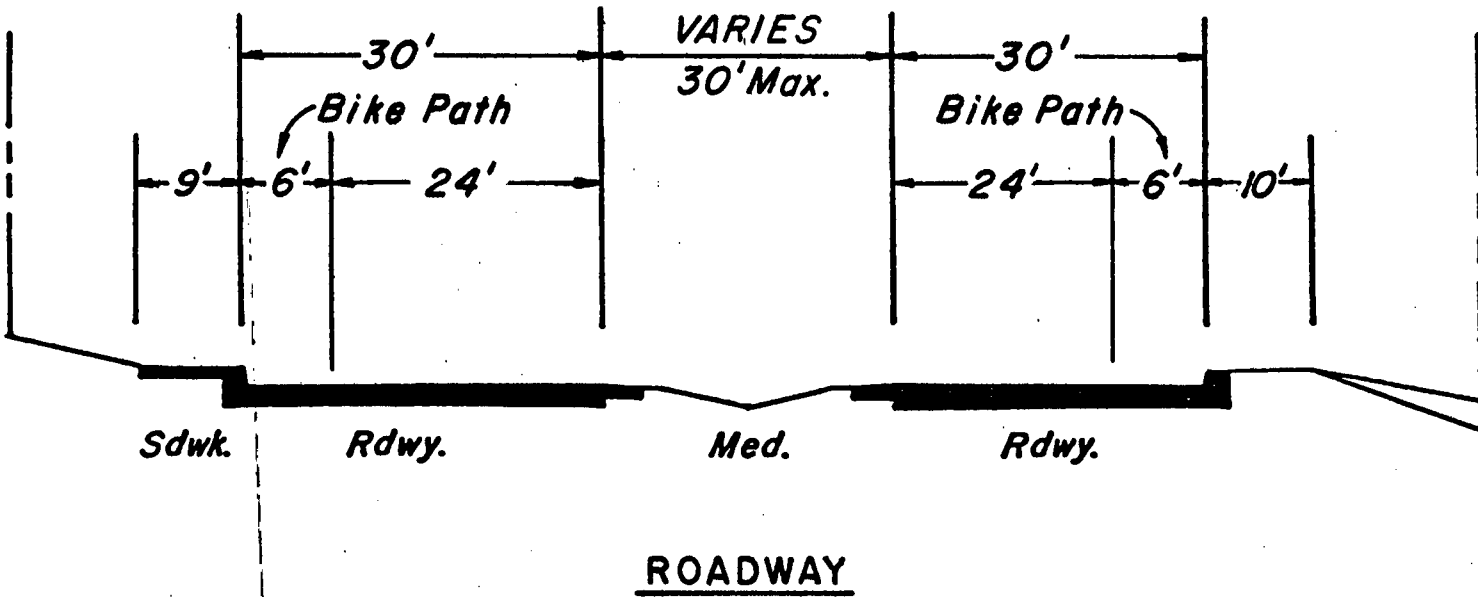 30' VARIES 30'
30' Max.
Bike Path Bike Path
9' 6' 24' 24' 6' 10'
Sdwk. Rdwy. Med. Rdwy.
ROADWAY